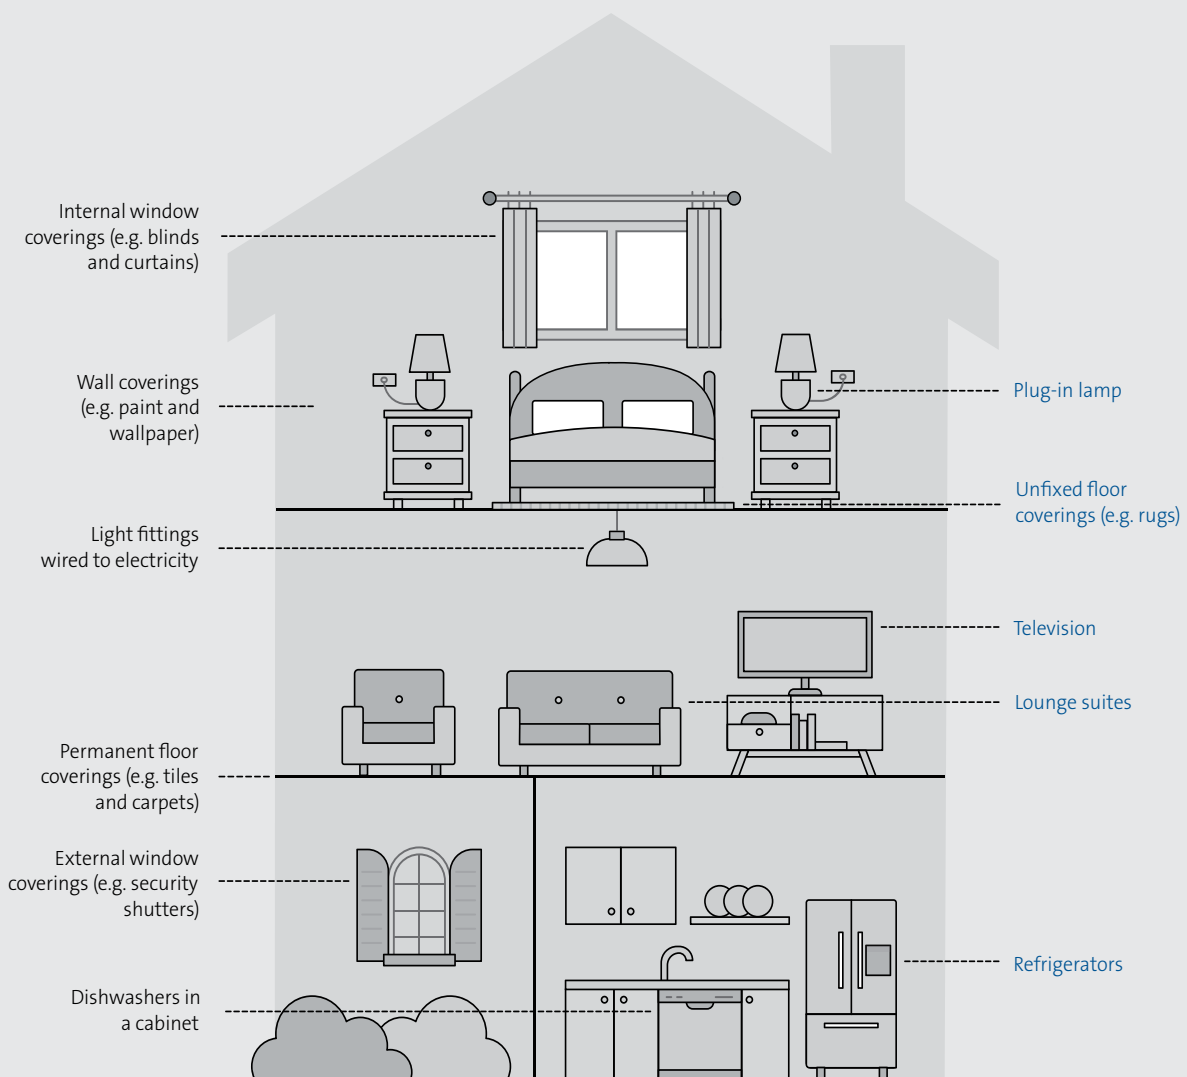 Internal window
coverings (e.g. blinds
and curtains)
Wall coverings
(e.g. paint and
wallpaper)
Plug-in lamp
Unfixed floor
coverings (e.g. rugs)
Light fittings
wired to electricity
Television
Lounge suites
Permanent floor
coverings (e.g. tiles
and carpets)
External window
coverings (e.g. security
shutters)
Refrigerators
Dishwashers in
a cabinet